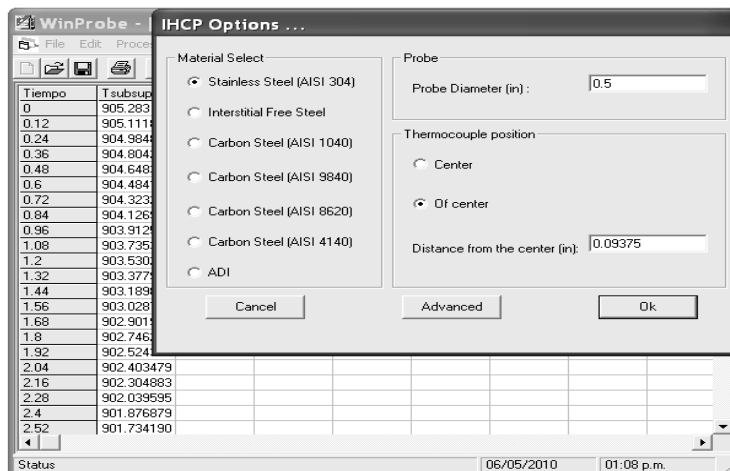 WinProbe - [
File Edit Proces
Tiempo Tsubsup
0 905.283
0.12 905.1118
0.24 904.9848
0.36 904.8042
0.48 904.6483
0.6 904.4847
0.72 904.3232
0.84 904.1269
0.96 903.9129
1.08 903.7353
1.2 903.5302
1.32 903.3779
1.44 903.1898
1.56 903.0287
1.68 902.9019
1.8 902.7462
1.92 902.5243
2.04 902.403479
2.16 902.304883
2.28 902.039595
2.4 901.876879
2.52 901.734190
Status 06/05/2010 01:08 p.m.
IHCP Options ...
Material Select
Stainless Steel (AISI 304)
Interstitial Free Steel
Carbon Steel (AISI 1040)
Carbon Steel (AISI 9840)
Carbon Steel (AISI 8620)
Carbon Steel (AISI 4140)
ADI
Probe
Probe Diameter (in) : 0.5
Thermocouple position
Center
Of center
Distance from the center (in): 0.09375
Cancel Advanced Ok